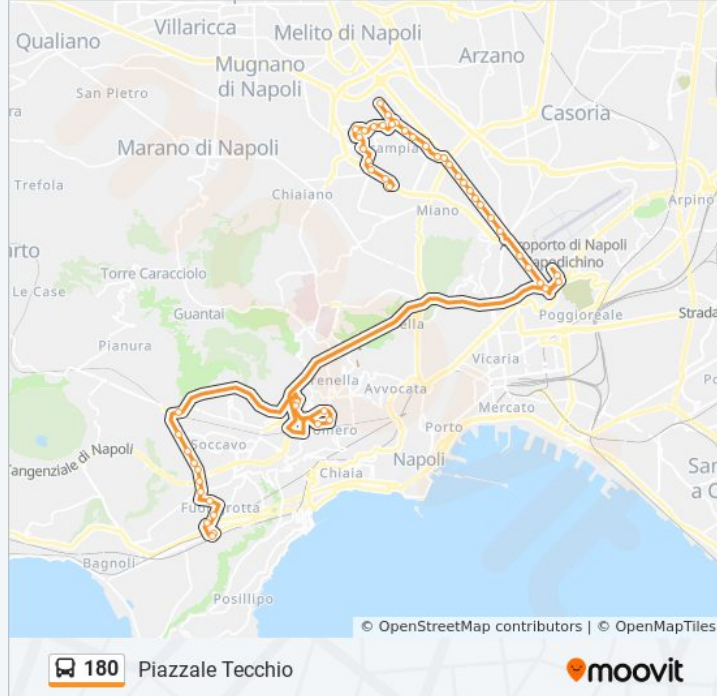 Villaricca
Melito di Napoli
Qualiano
Arzano
Mugnano
di Napoli
San Pietro
Casoria
Marano di Napoli
Trefola
Chiaiano
Miano
Arpino
Aeroporto di Napoli
Torre Caracciolo
Le Case
Guantai
Poggioreale
Strada
Pianura
Vicaria
Avvocata
Mercato
Soccavo
Porto
Tangenziale di Napoli
Napoli
Chiaia
San
a C
Bagnoli
Posillipo
© OpenStreetMap contributors | © OpenMapTiles
180 Piazzale Tecchio
moovit